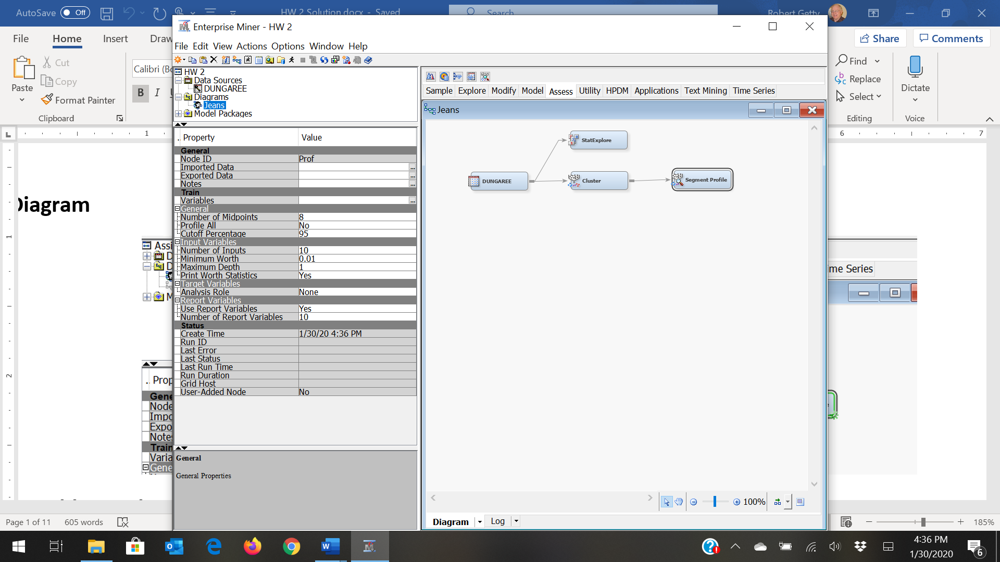 AutoSave Off
HW 2 Solution.docx - Saved
Search
Robert Getty
File Home Insert Draw
Share
Comments
Paste
Cut
Copy
Format Painter
Clipboard
Calibri (Bo
B I U
Find
Replace
Select
Editing
Dictate
Voice
1
6
7
Enterprise Miner - HW 2
File Edit View Actions Options Window Help
HW 2
Data Sources
DUNGAREE
Diagrams
Jeans
Model Packages
.. Property Value
General
Node ID Prof
Imported Data ...
Exported Data ...
Notes ...
Train
Variables ...
General
Number of Midpoints 8
Profile All No
Cutoff Percentage 95
Input Variables
Number of Inputs 10
Minimum Worth 0.01
Maximum Depth 1
Print Worth Statistics Yes
Target Variables
Analysis Role None
Report Variables
Use Report Variables Yes
Number of Report Variables 10
Status
Create Time 1/30/20 4:36 PM
Run ID
Last Error
Last Status
Last Run Time
Run Duration
Grid Host
User-Added Node No
General
General Properties
Sample Explore Modify Model Assess Utility HPDM Applications Text Mining Time Series
Jeans
StatExplore
DUNGAREE
Cluster
Segment Profile
100%
Diagram Log
Diagram
1
2
Assi
D
D
M
.. Prop
Gene
Node
Impo
Expo
Notes
Train
Varia
Gene
me Series
Page 1 of 11 605 words
185%
4:36 PM
1/30/2020
6